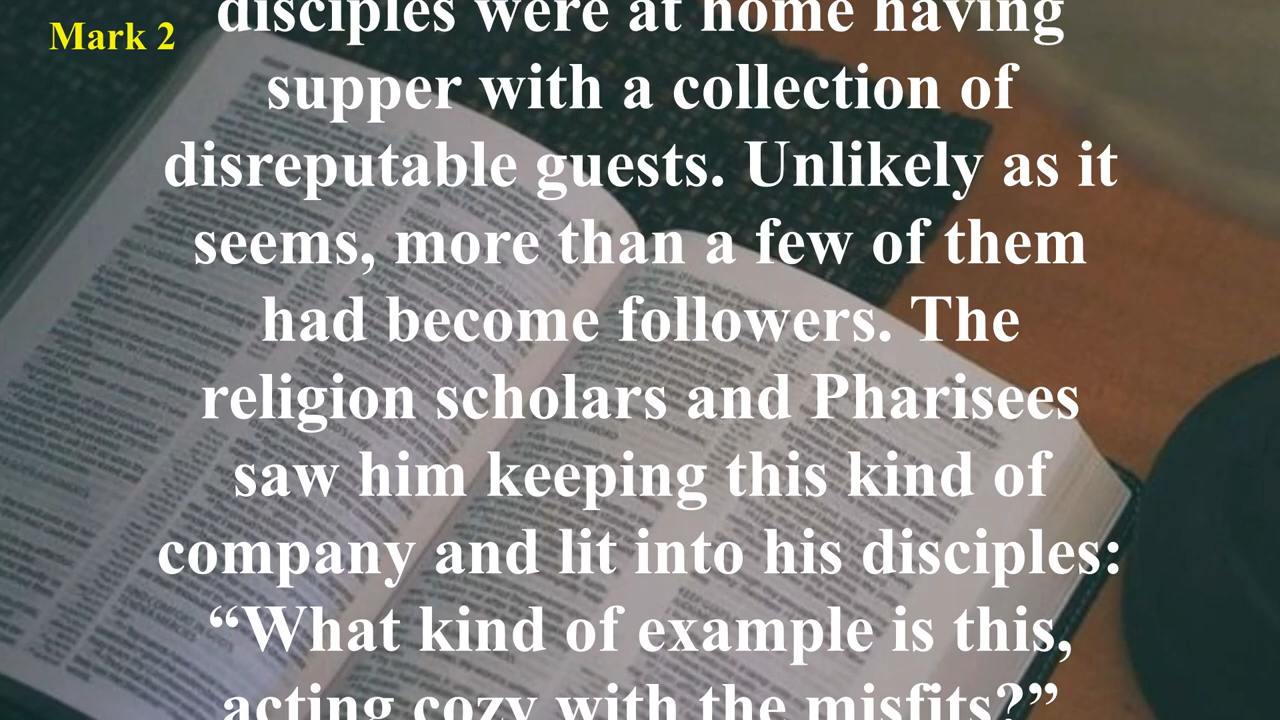 Mark 2
disciples were at home having
supper with a collection of
disreputable guests. Unlikely as it
seems, more than a few of them
had become followers. The
religion scholars and Pharisees
saw him keeping this kind of
company and lit into his disciples:
“What kind of example is this,
acting cozy with the misfits?”